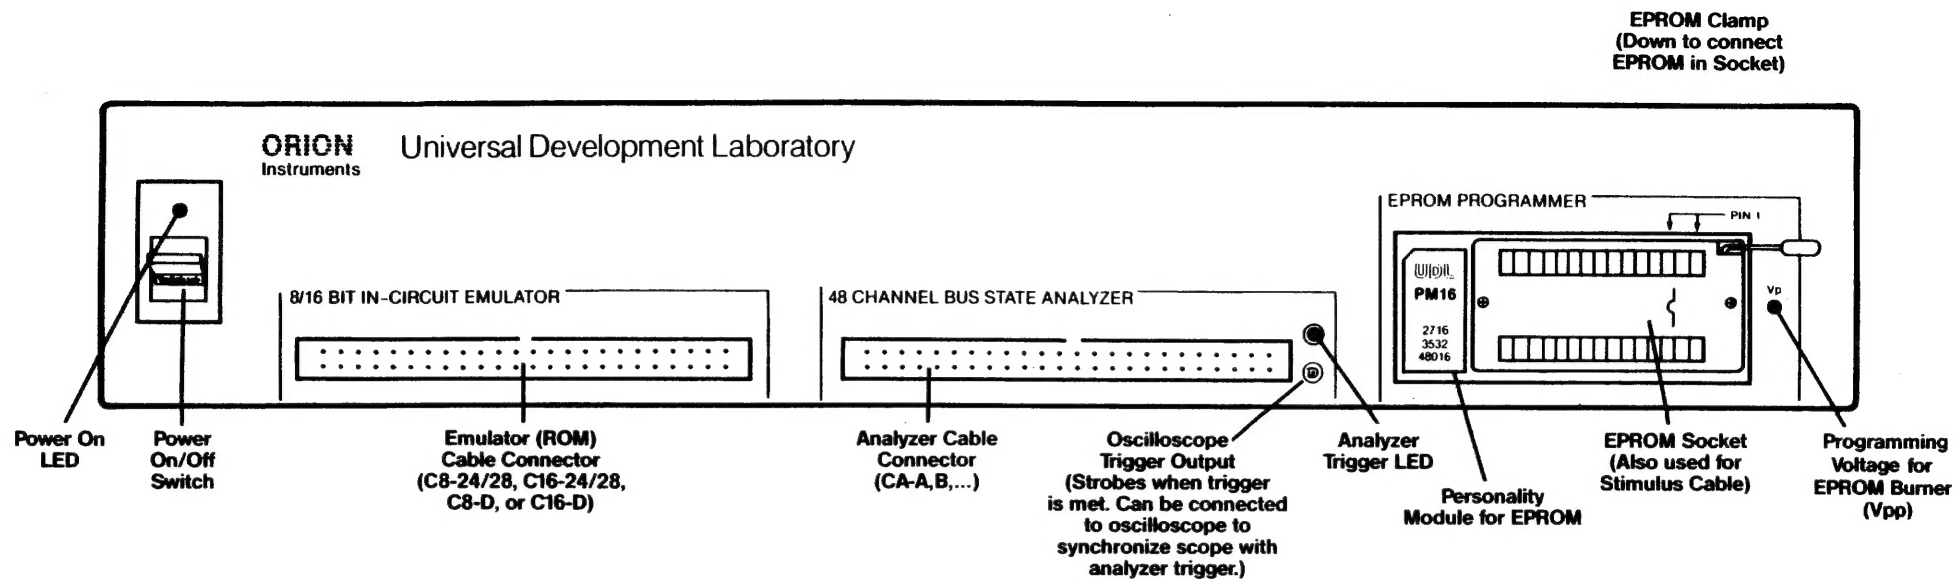 EPROM Clamp
(Down to connect
EPROM in Socket)
ORION
Instruments
Universal Development Laboratory
EPROM PROGRAMMER
PIN 1
8/16 BIT IN-CIRCUIT EMULATOR
48 CHANNEL BUS STATE ANALYZER
UDL
PM16
2716
3532
48016
Vp
Power On
LED
Power
On/Off
Switch
Emulator (ROM)
Cable Connector
(C8-24/28, C16-24/28,
C8-D, or C16-D)
Analyzer Cable
Connector
(CA-A,B,...)
Oscilloscope
Trigger Output
(Strobes when trigger
is met. Can be connected
to oscilloscope to
synchronize scope with
analyzer trigger.)
Analyzer
Trigger LED
Personality
Module for EPROM
EPROM Socket
(Also used for
Stimulus Cable)
Programming
Voltage for
EPROM Burner
(Vpp)